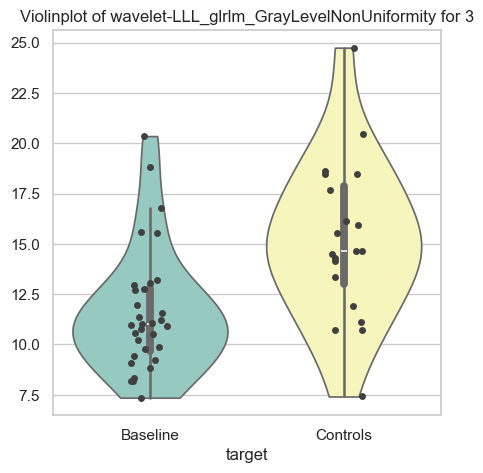 Violinplot of wavelet-LLL_glrlm_GrayLevelNonUniformity for 3
25.0
22.5
20.0
17.5
15.0
12.5
10.0
7.5
Baseline Controls
target